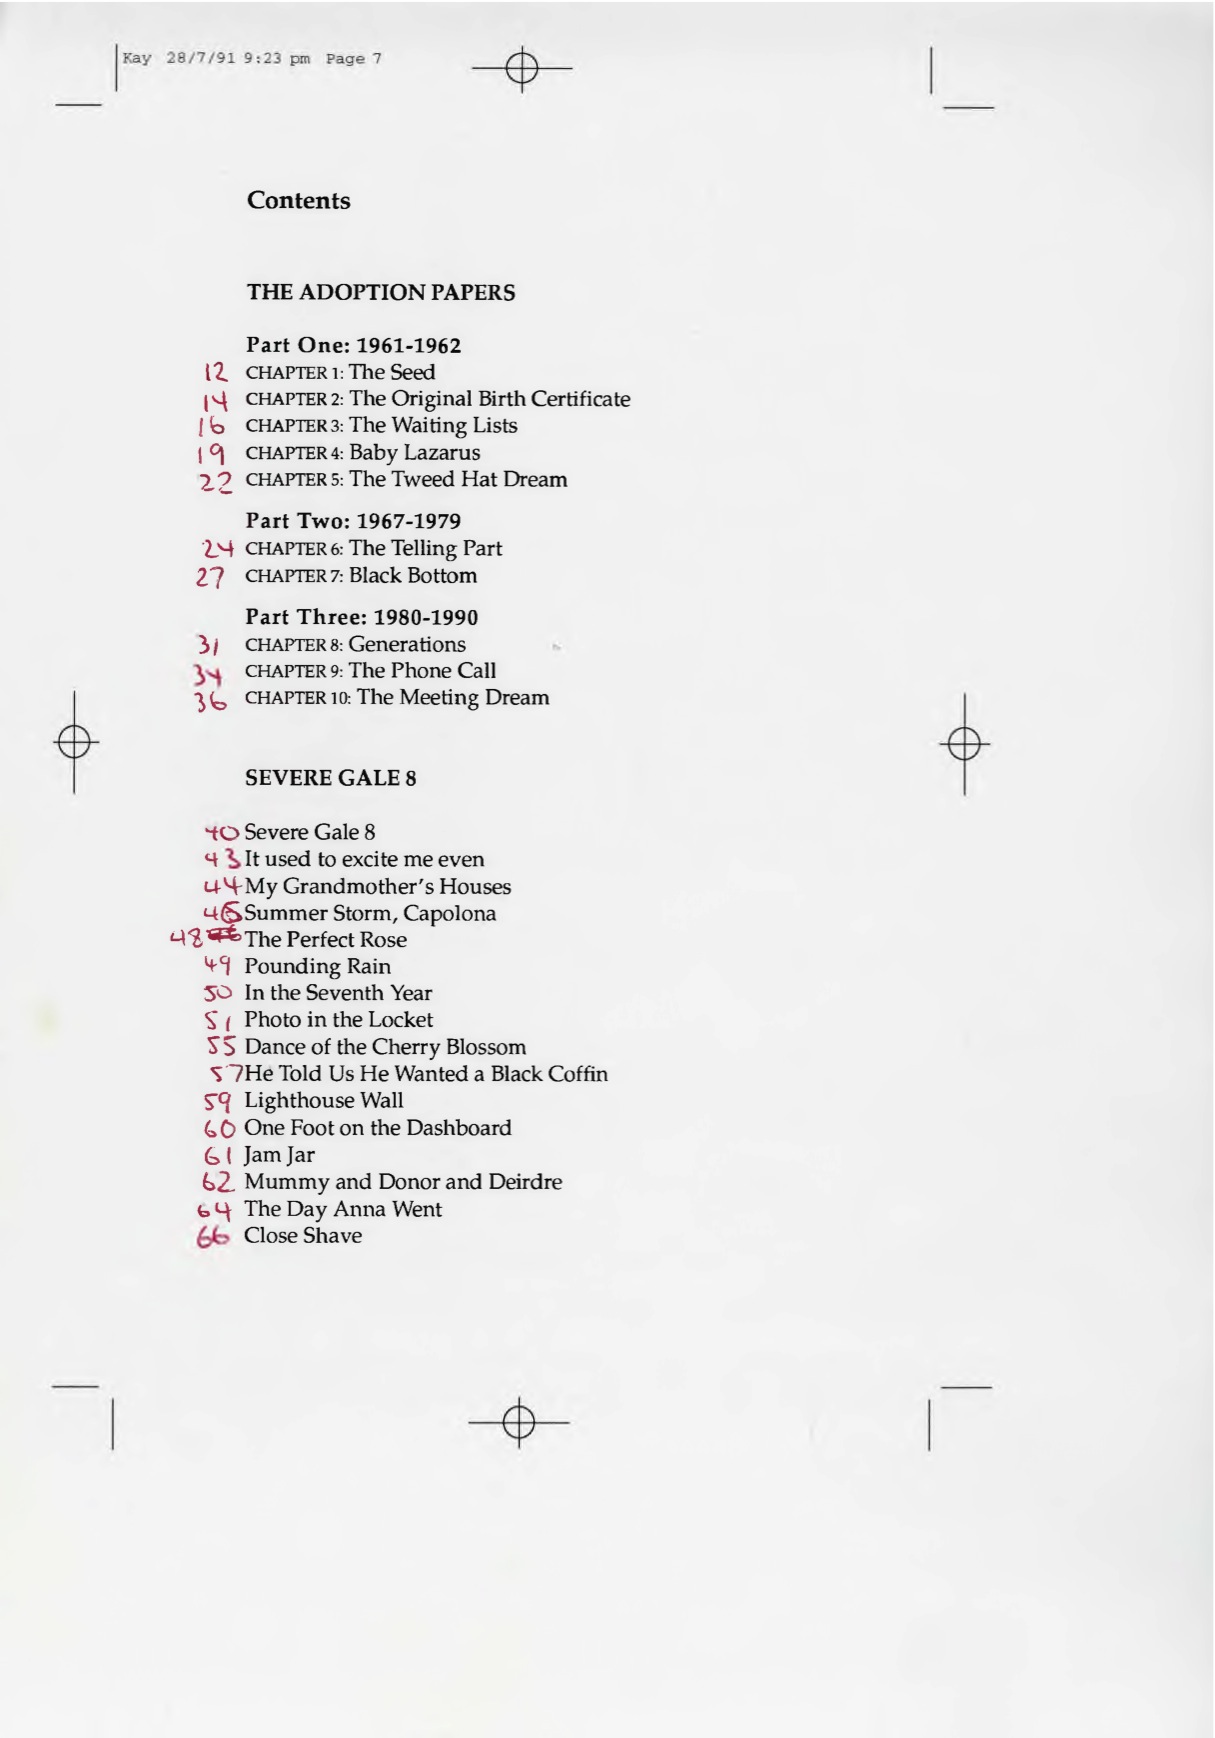 Kay 28/7/91 9:23 pm Page 7
Contents
THE ADOPTION PAPERS
Part One: 1961-1962
12 CHAPTER 1: The Seed
14 CHAPTER 2: The Original Birth Certificate
16 CHAPTER 3: The Waiting Lists
19 CHAPTER 4: Baby Lazarus
22 CHAPTER 5: The Tweed Hat Dream
Part Two: 1967-1979
24 CHAPTER 6: The Telling Part
27 CHAPTER 7: Black Bottom
Part Three: 1980-1990
31 CHAPTER 8: Generations
34 CHAPTER 9: The Phone Call
36 CHAPTER 10: The Meeting Dream
SEVERE GALE 8
40 Severe Gale 8
43 It used to excite me even
44 My Grandmother's Houses
Summer Storm, Capolona
48 The Perfect Rose
49 Pounding Rain
50 In the Seventh Year
51 Photo in the Locket
55 Dance of the Cherry Blossom
57 He Told Us He Wanted a Black Coffin
59 Lighthouse Wall
60 One Foot on the Dashboard
61 Jam Jar
62 Mummy and Donor and Deirdre
64 The Day Anna Went
66 Close Shave